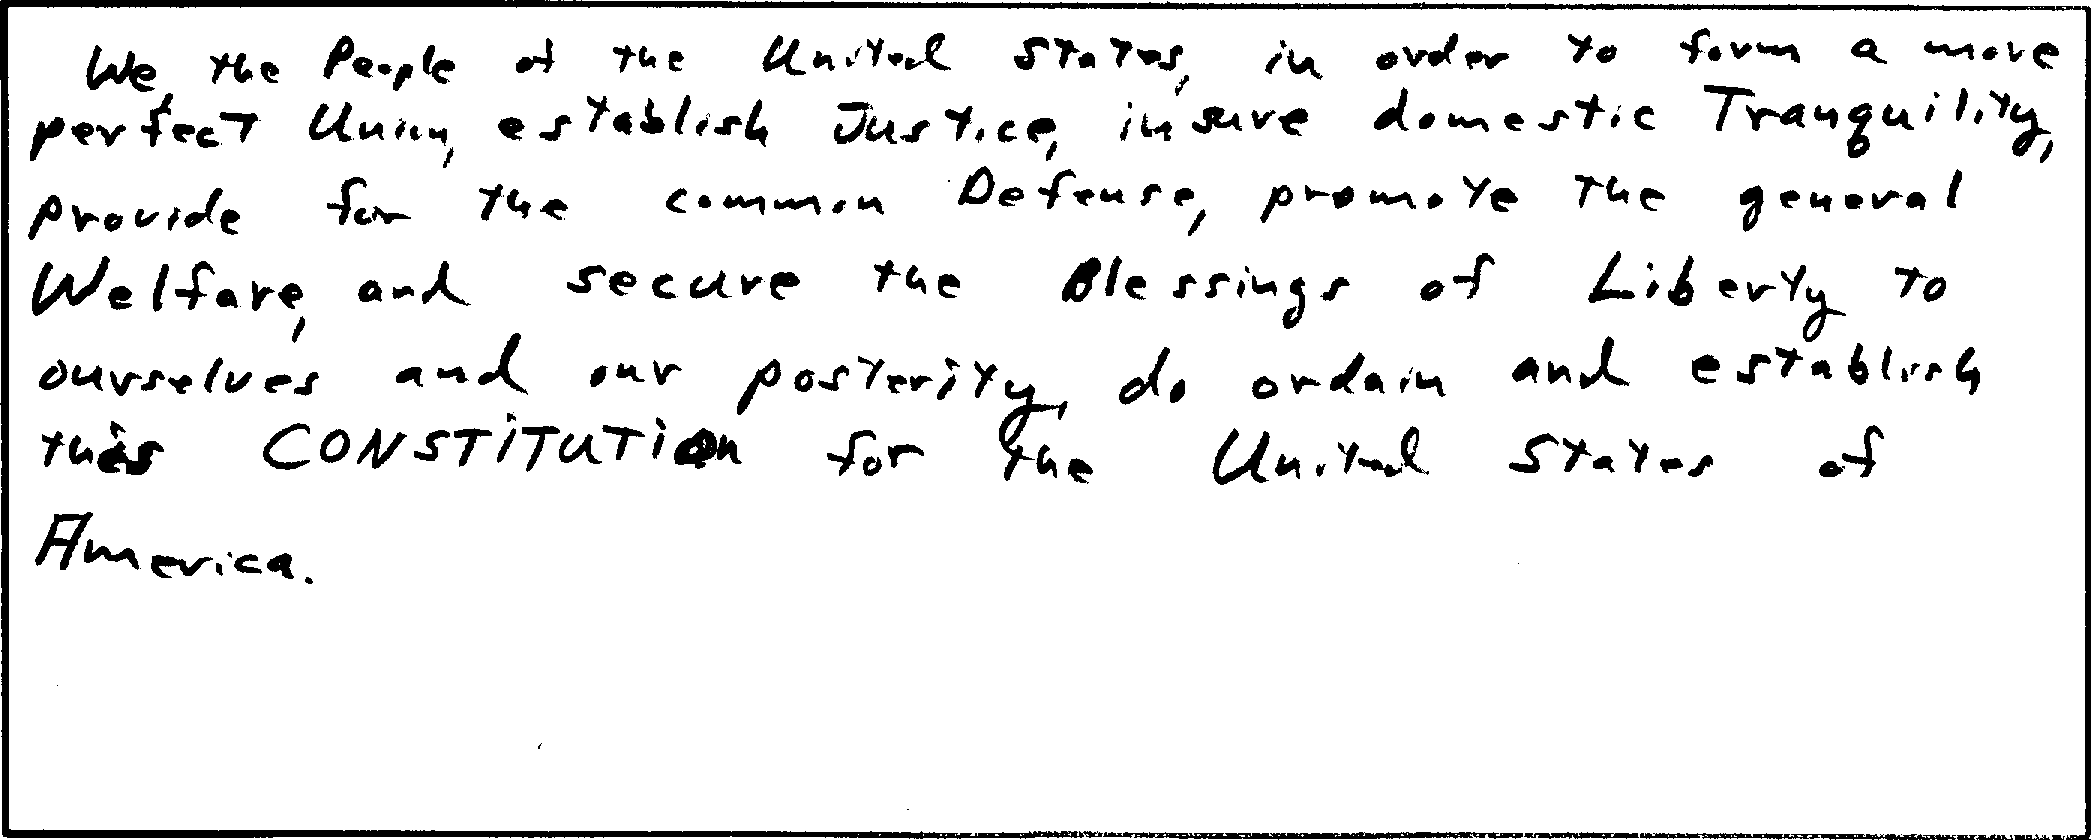 We, the People of the United States, in order to form a more
perfect Union, establish Justice, insure domestic Tranquility,
provide for the common Defense, promote the general
Welfare, and secure the Blessings of Liberty to
ourselves and our posterity, do ordain and establish
this CONSTITUTION for the United States of
America.